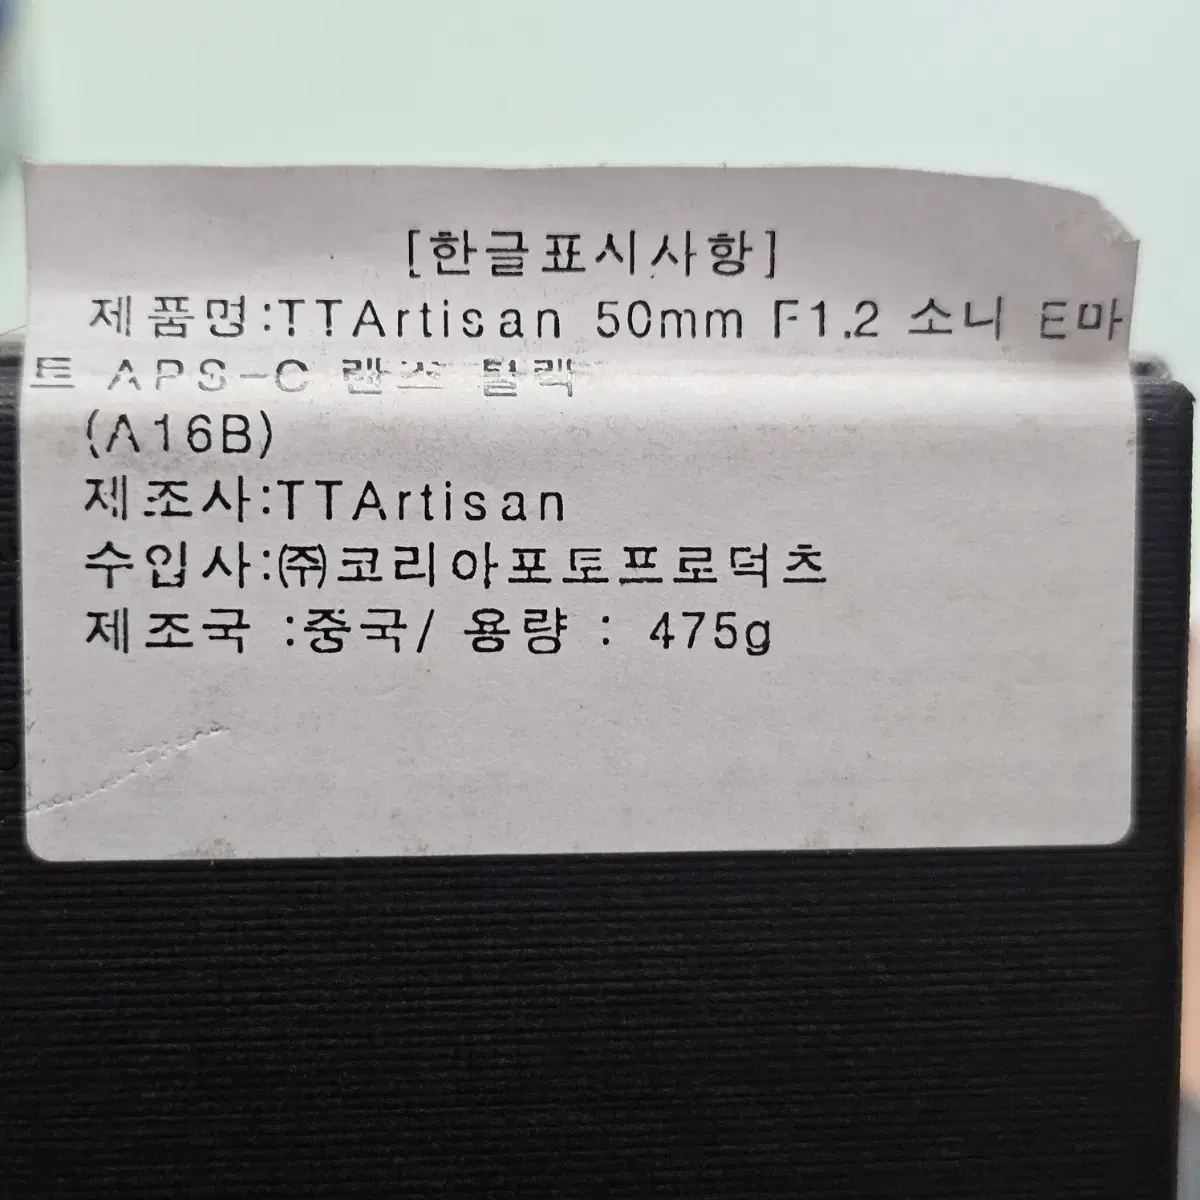 [한글표시사항]
제품명:TTArtisan 50mm F1.2 소니 E마
트 APS-C 렌즈
(A16B)
제조사:TTArtisan
수입사:㈜코리아포토프로덕츠
제조국 :중국/ 용량 : 475g